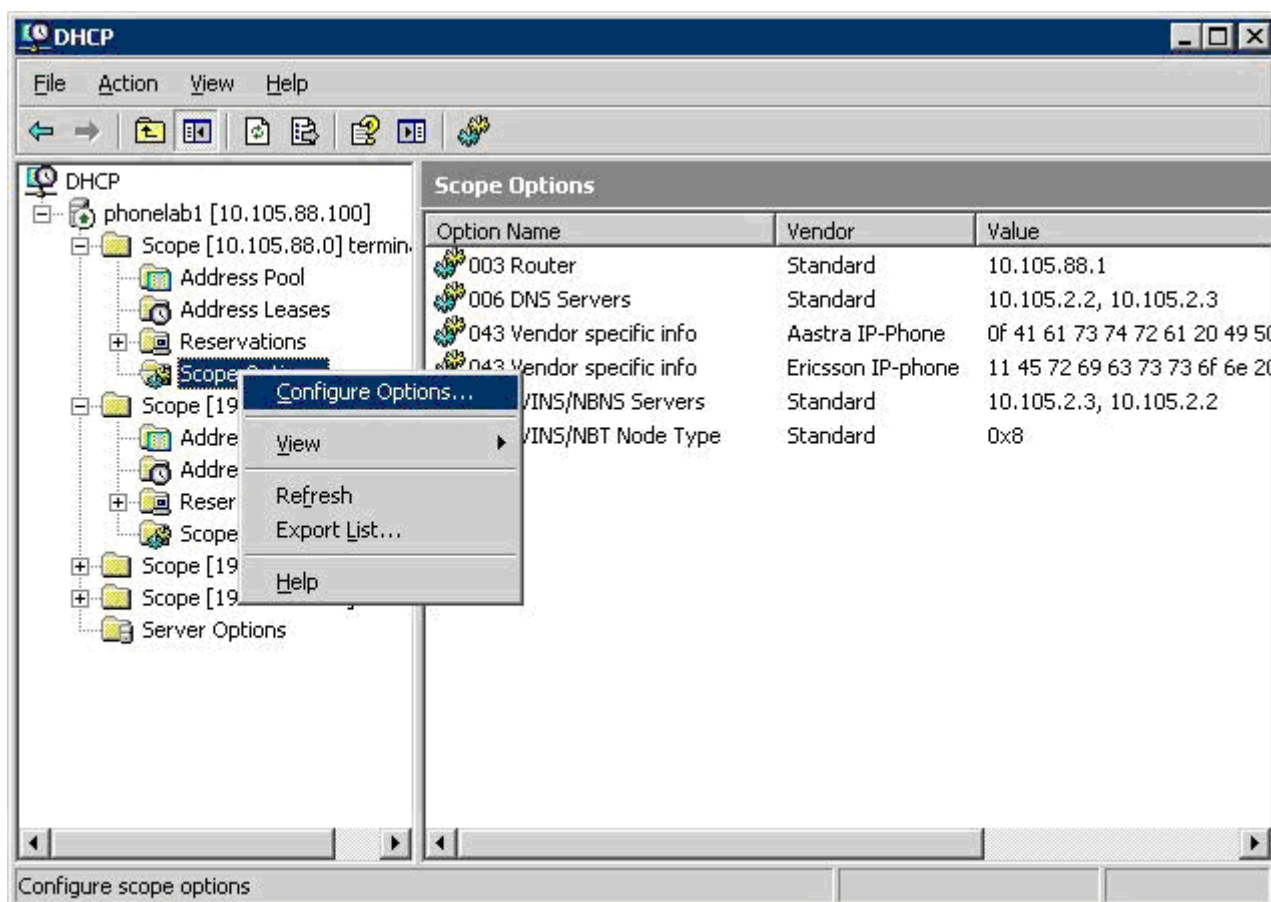 DHCP
File Action View Help
DHCP
phonelab1 [10.105.88.100]
Scope [10.105.88.0] termin
Address Pool
Address Leases
Reservations
Scope
Scope [19
Addre
Addre
Reser
Scope
Scope [19
Scope [19
Server Options
Configure Options...
View
Refresh
Export List...
Help
Scope Options
Option Name Vendor Value
003 Router Standard 10.105.88.1
006 DNS Servers Standard 10.105.2.2, 10.105.2.3
043 Vendor specific info Aastra IP-Phone 0f 41 61 73 74 72 61 20 49 50
043 Vendor specific info Ericsson IP-phone 11 45 72 69 63 73 73 6f 6e 20
WINS/NBNS Servers Standard 10.105.2.3, 10.105.2.2
WINS/NBT Node Type Standard 0x8
Configure scope options